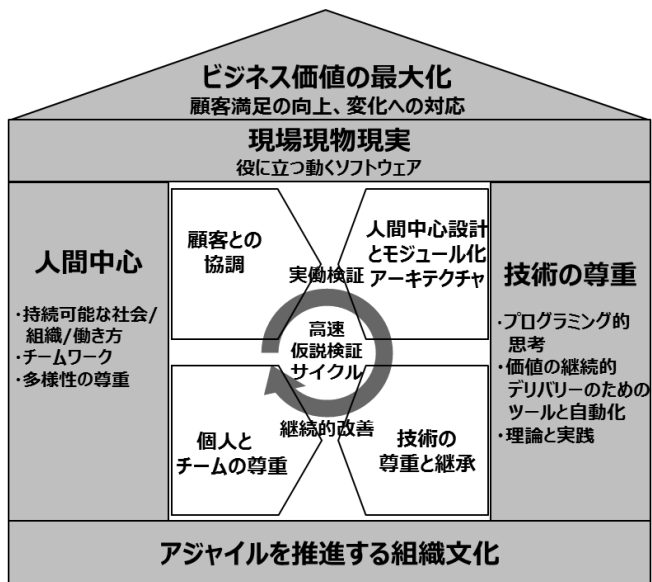 ビジネス価値の最大化
顧客満足の向上、変化への対応
現場現物現実
役に立つ動くソフトウェア
人間中心
・持続可能な社会/
組織/働き方
・チームワーク
・多様性の尊重
顧客との
協調
人間中心設計
とモジュール化
アーキテクチャ
実働検証
高速
仮説検証
サイクル
継続的改善
個人と
チームの尊重
技術の
尊重と継承
技術の尊重
・プログラミング的
思考
・価値の継続的
デリバリーのための
ツールと自動化
・理論と実践
アジャイルを推進する組織文化